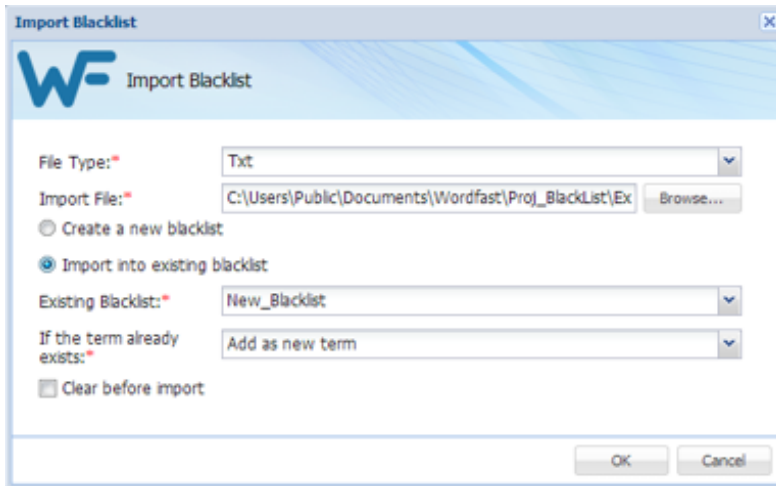 Import Blacklist
WF Import Blacklist
File Type:* Txt
Import File:* C:\Users\Public\Documents\Wordfast\Proj_BlackList\Ex Browse...
Create a new blacklist
Import into existing blacklist
Existing Blacklist:* New_Blacklist
If the term already
exists:* Add as new term
Clear before import
OK Cancel